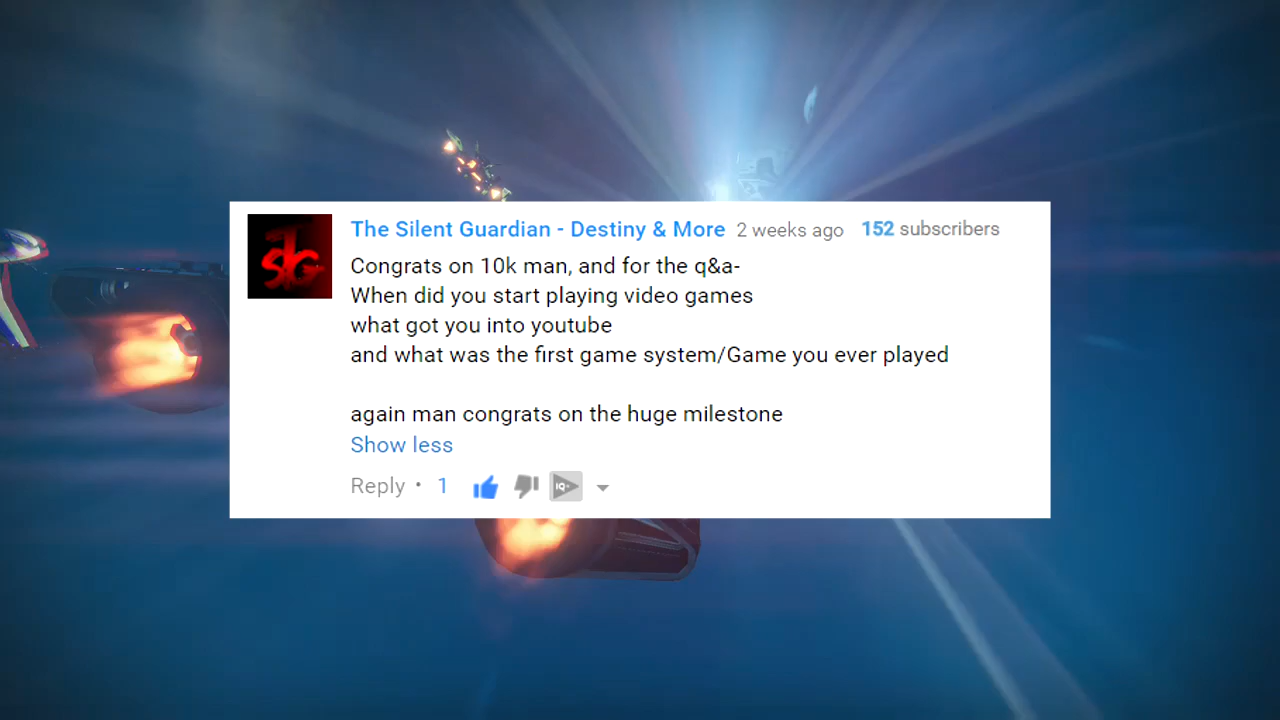 The Silent Guardian - Destiny & More 2 weeks ago 152 subscribers
Congrats on 10k man, and for the q&a-
When did you start playing video games
what got you into youtube
and what was the first game system/Game you ever played
again man congrats on the huge milestone
Show less
Reply • 1 IQ